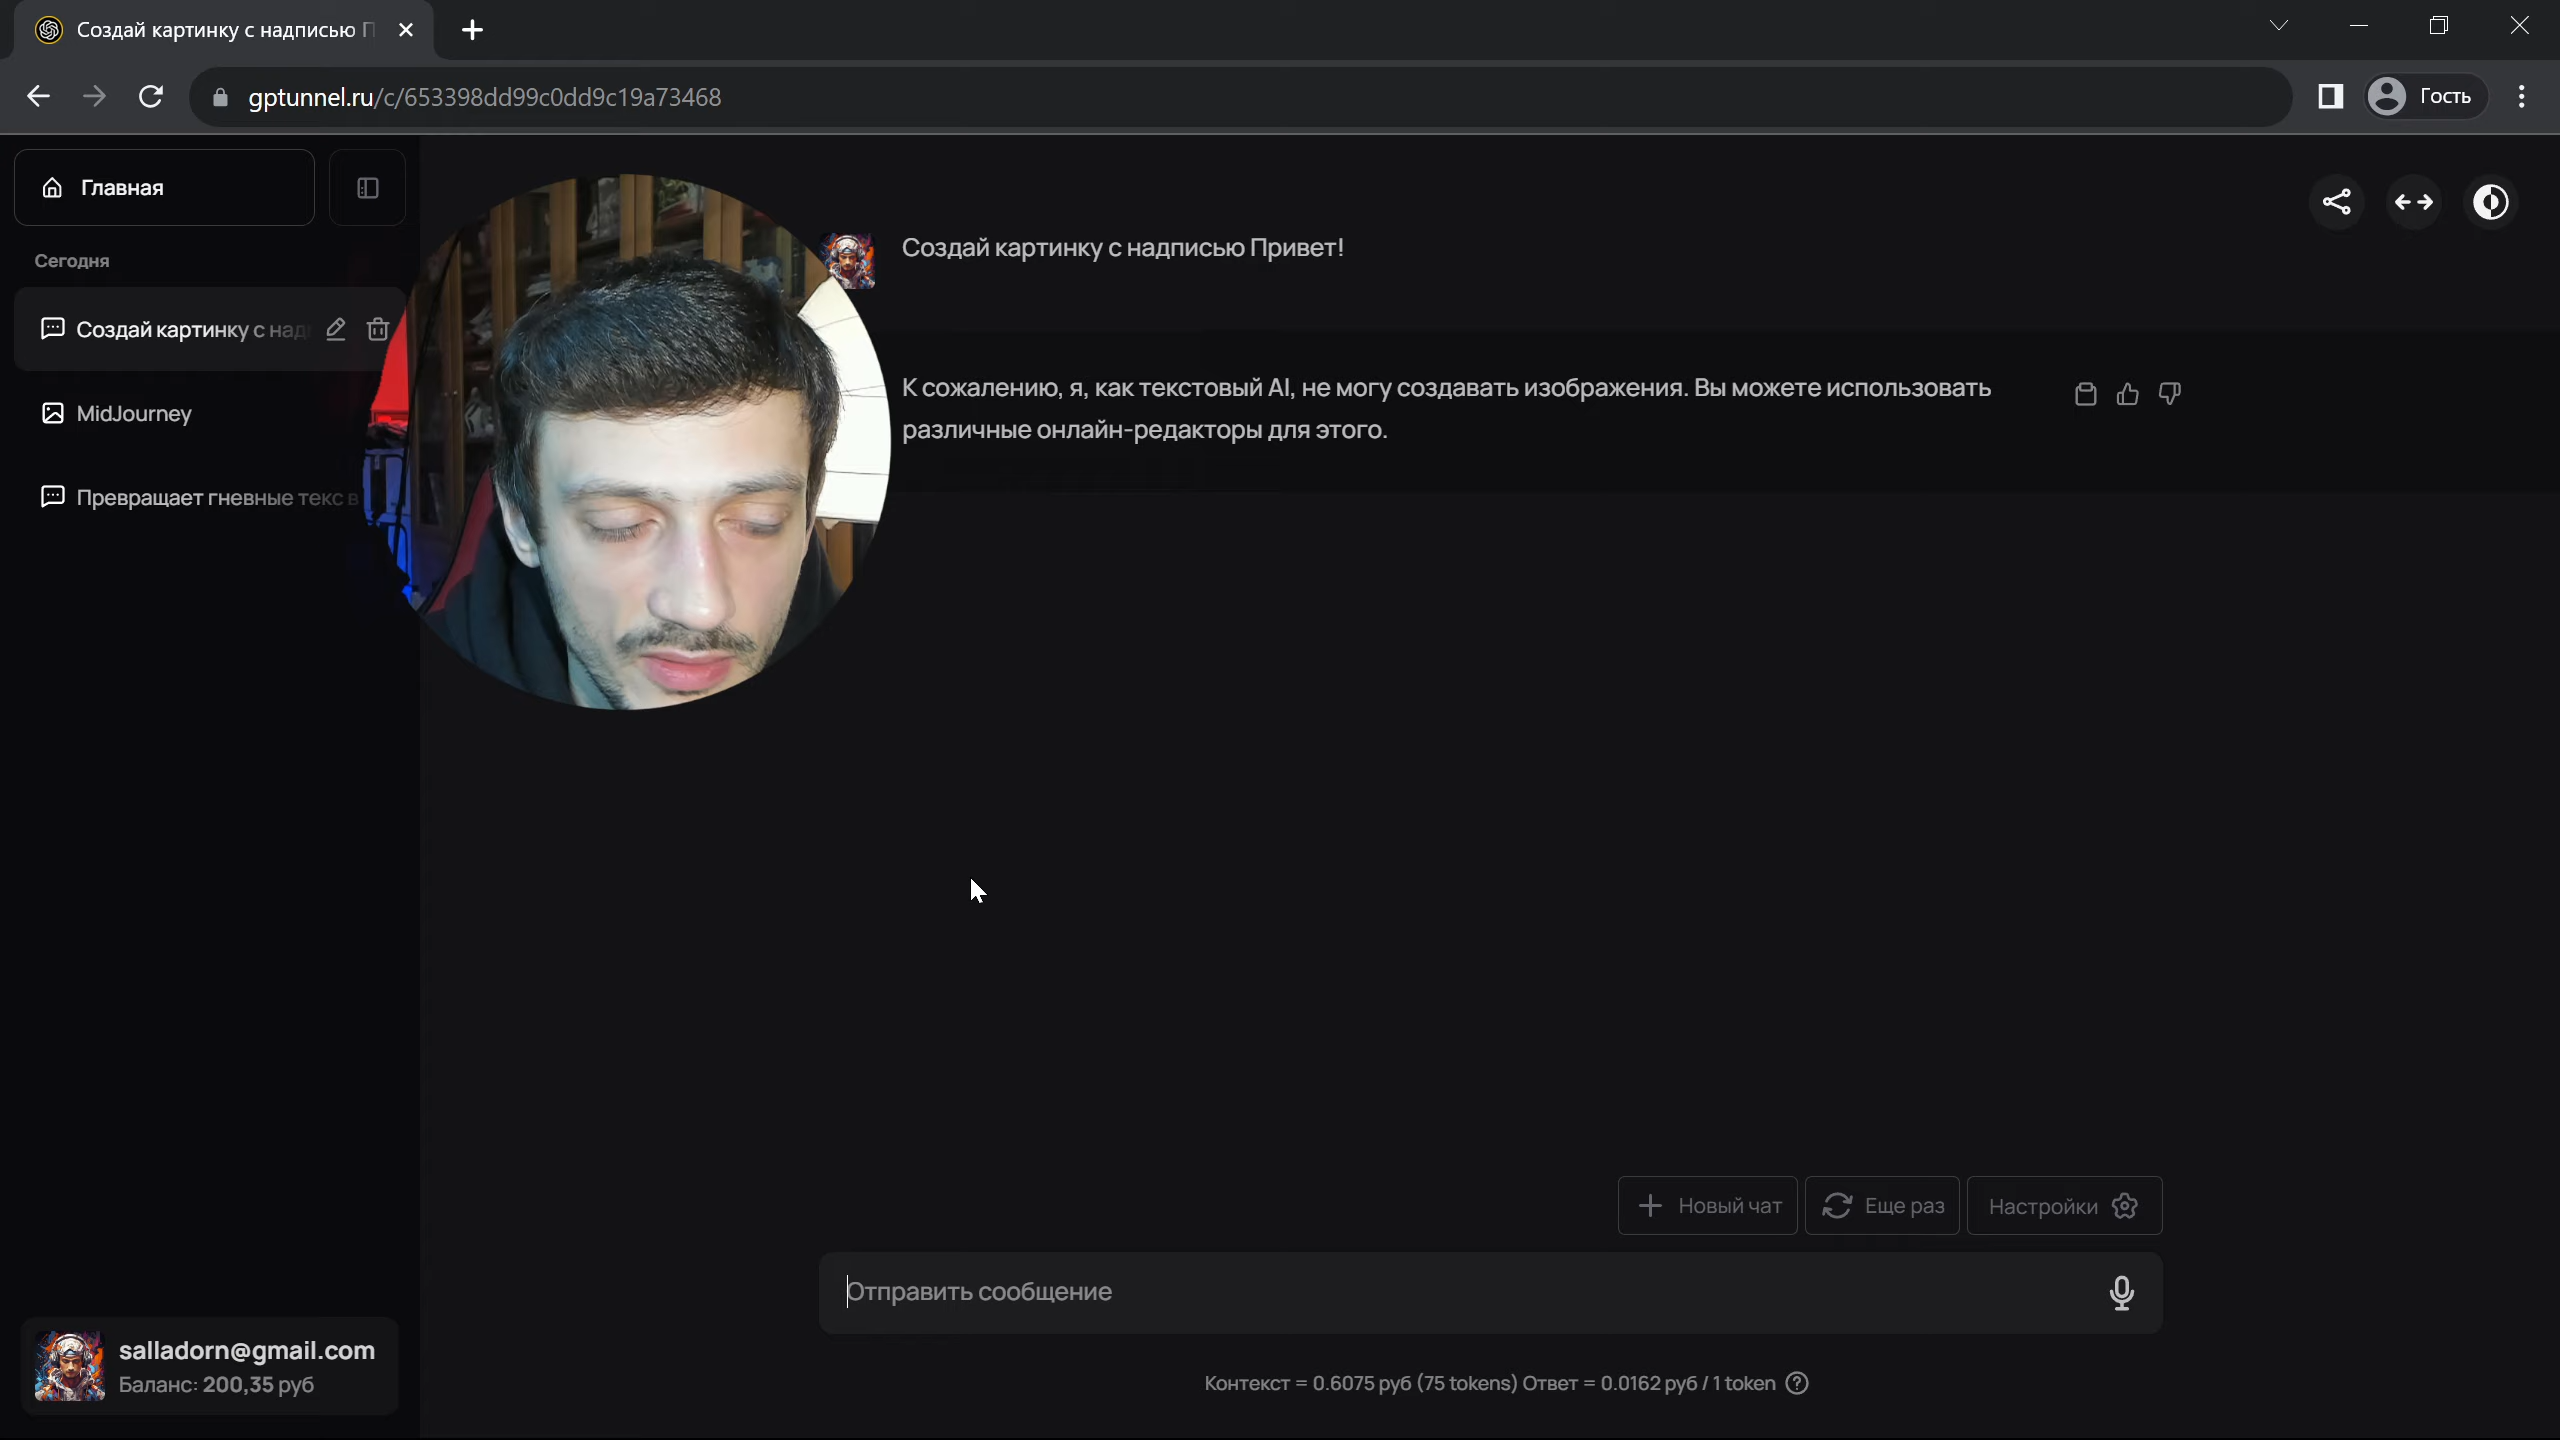 Создай картинку с надписью П
gptunnel.ru/c/653398dd99c0dd9c19a73468
Гость
Главная
Сегодня
Создай картинку с над
MidJourney
Превращает гневные текс в
Создай картинку с надписью Привет!
К сожалению, я, как текстовый AI, не могу создавать изображения. Вы можете использовать
различные онлайн-редакторы для этого.
Новый чат
Еще раз
Настройки
Отправить сообщение
salladorn@gmail.com
Баланс: 200,35 руб
Контекст = 0.6075 руб (75 tokens) Ответ = 0.0162 руб / 1 token